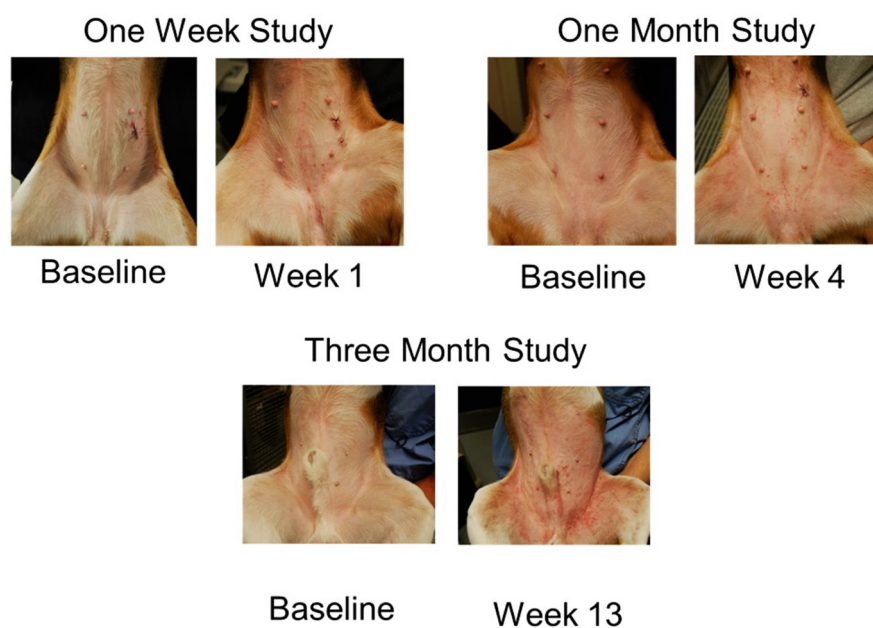 One Week Study
One Month Study
Baseline
Week 1
Baseline
Week 4
Three Month Study
Baseline
Week 13